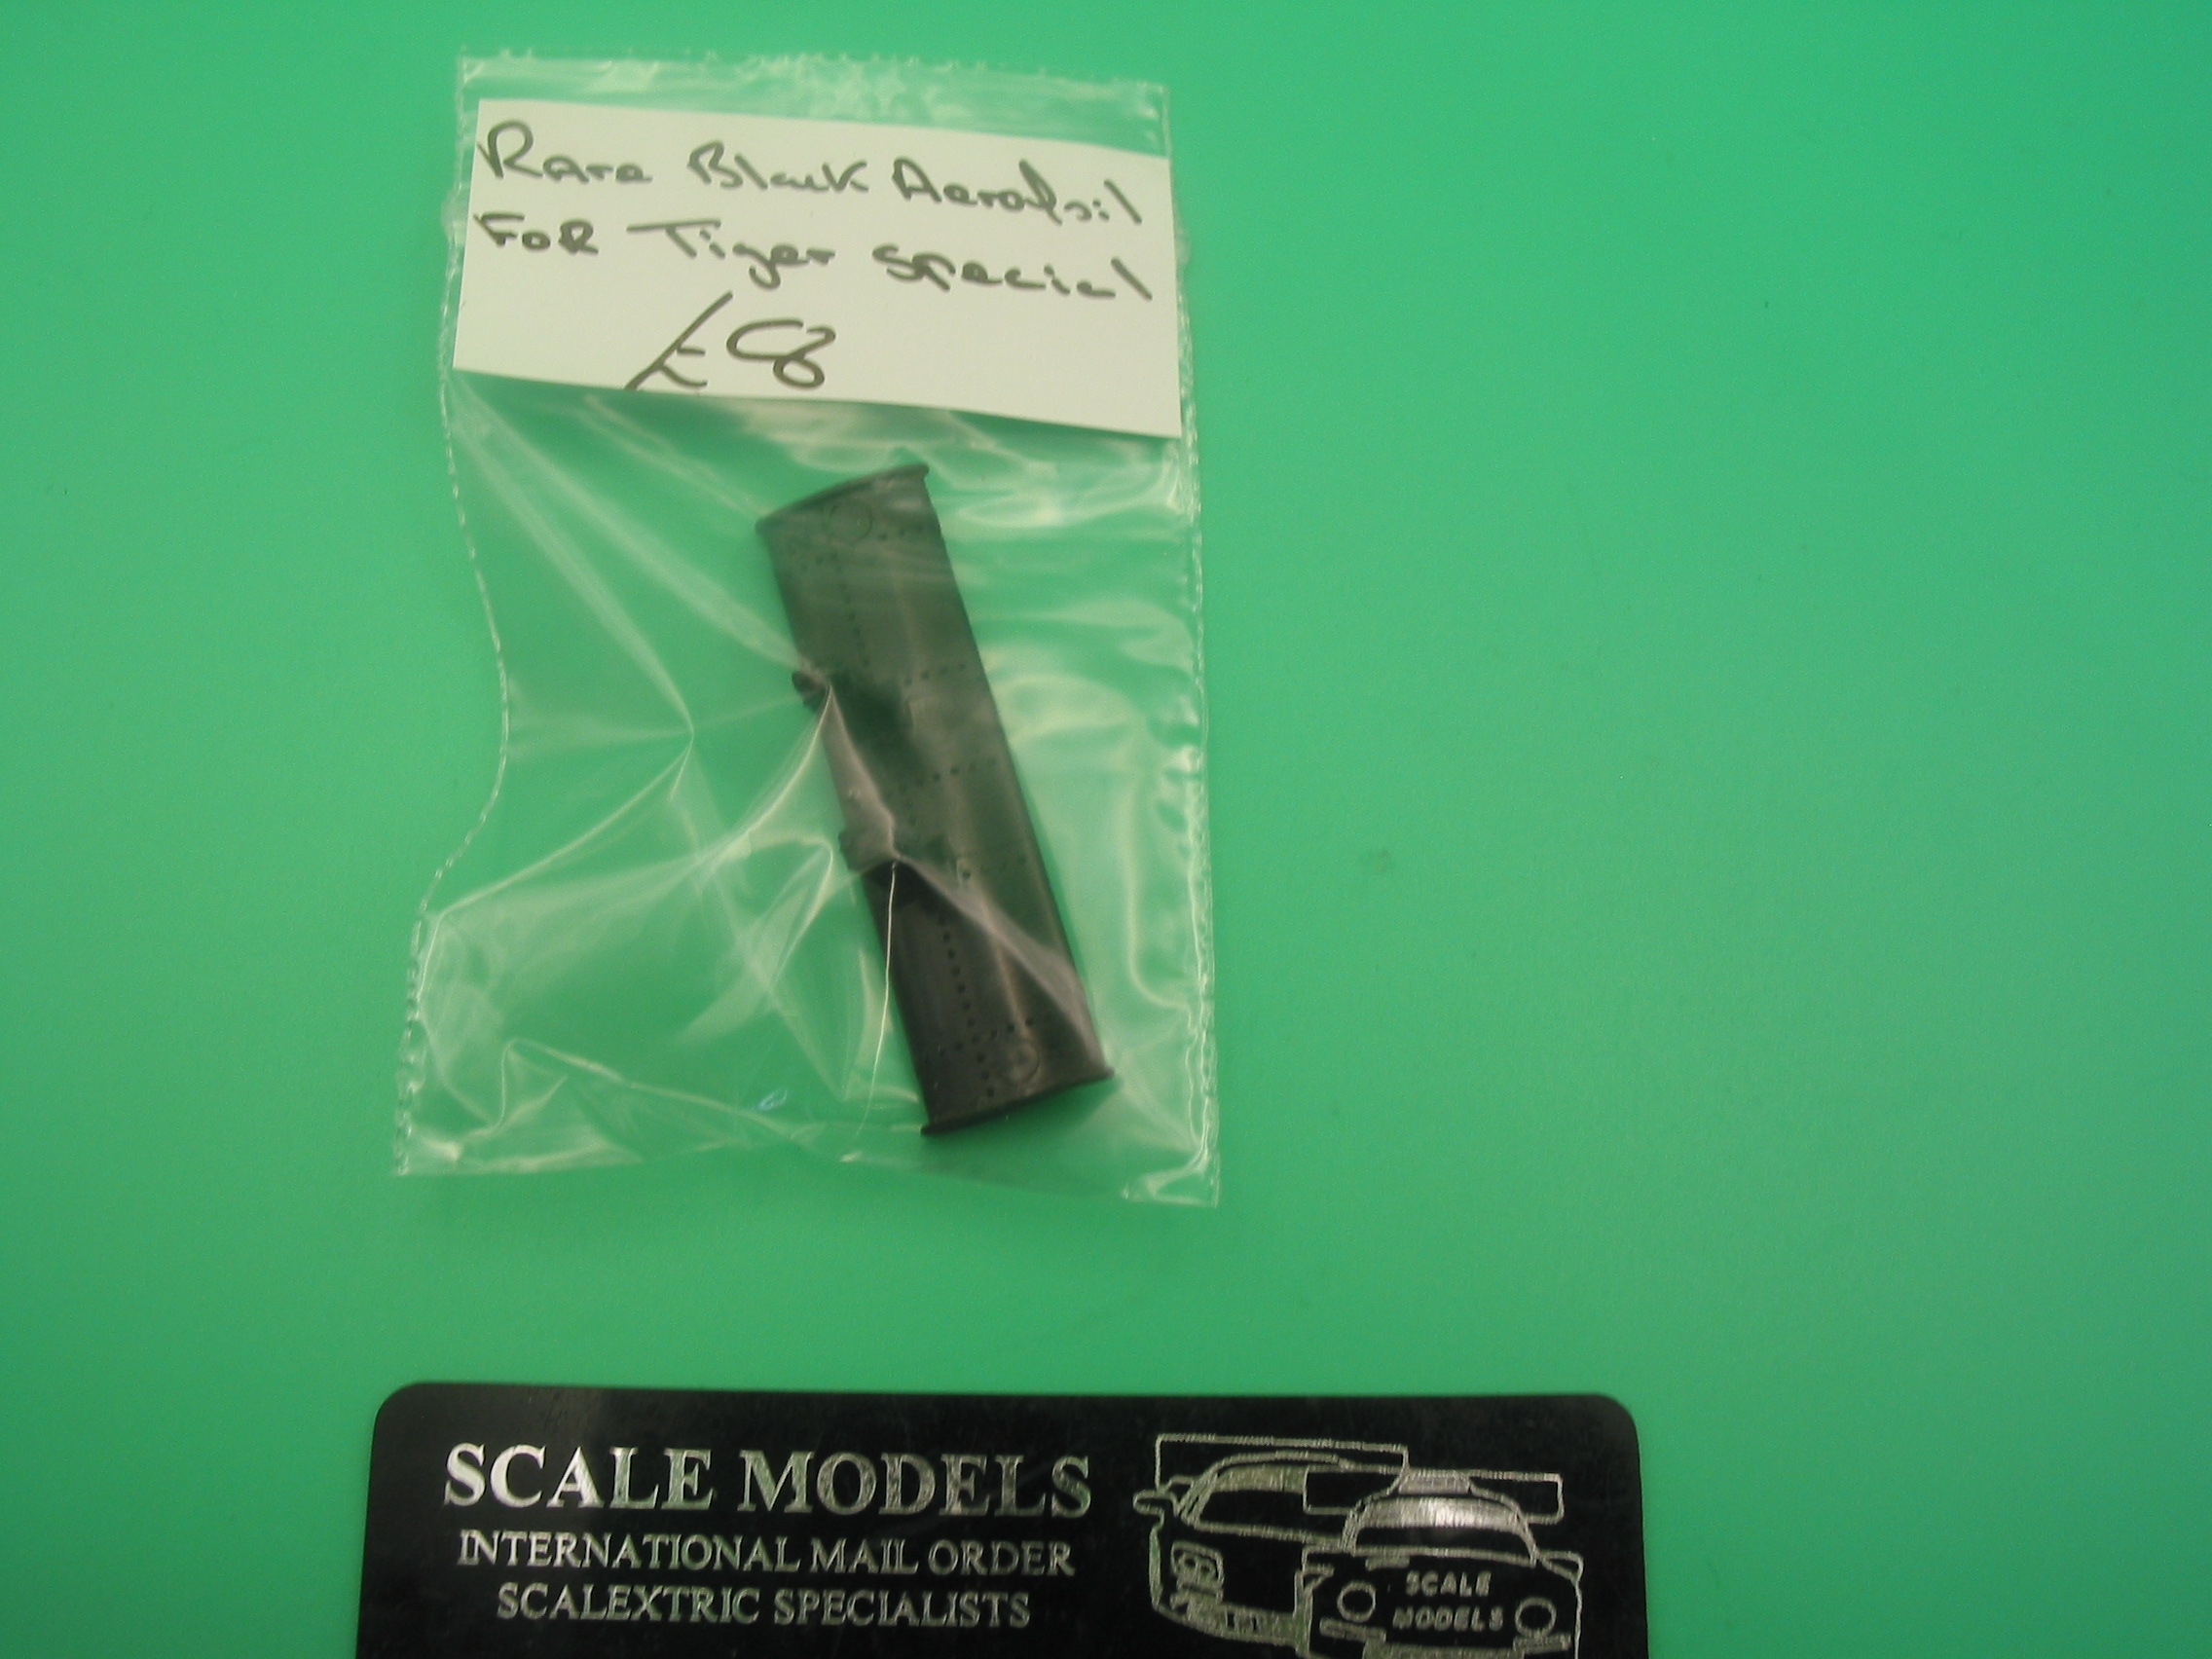 Rare Black Aerofoil
FOR Tiger Special
£8
SCALE MODELS
INTERNATIONAL MAIL ORDER
SCALEXTRIC SPECIALISTS
SCALE
MODELS